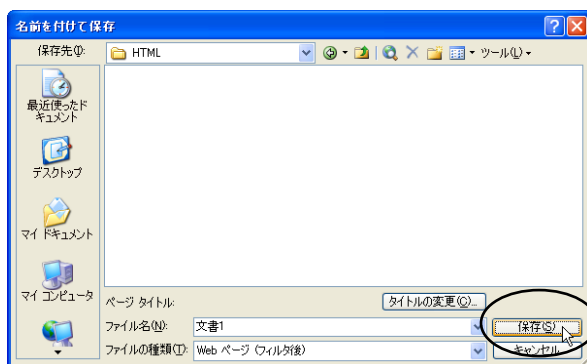 名前を付けて保存
保存先(I):
HTML
ツール(L)
最近使ったド
キュメント
デスクトップ
マイ ドキュメント
マイ コンピュータ
ページ タイトル:
タイトルの変更(C)...
ファイル名(N):
文書1
保存(S)
ファイルの種類(T):
Web ページ (フィルタ後)
キャンセル